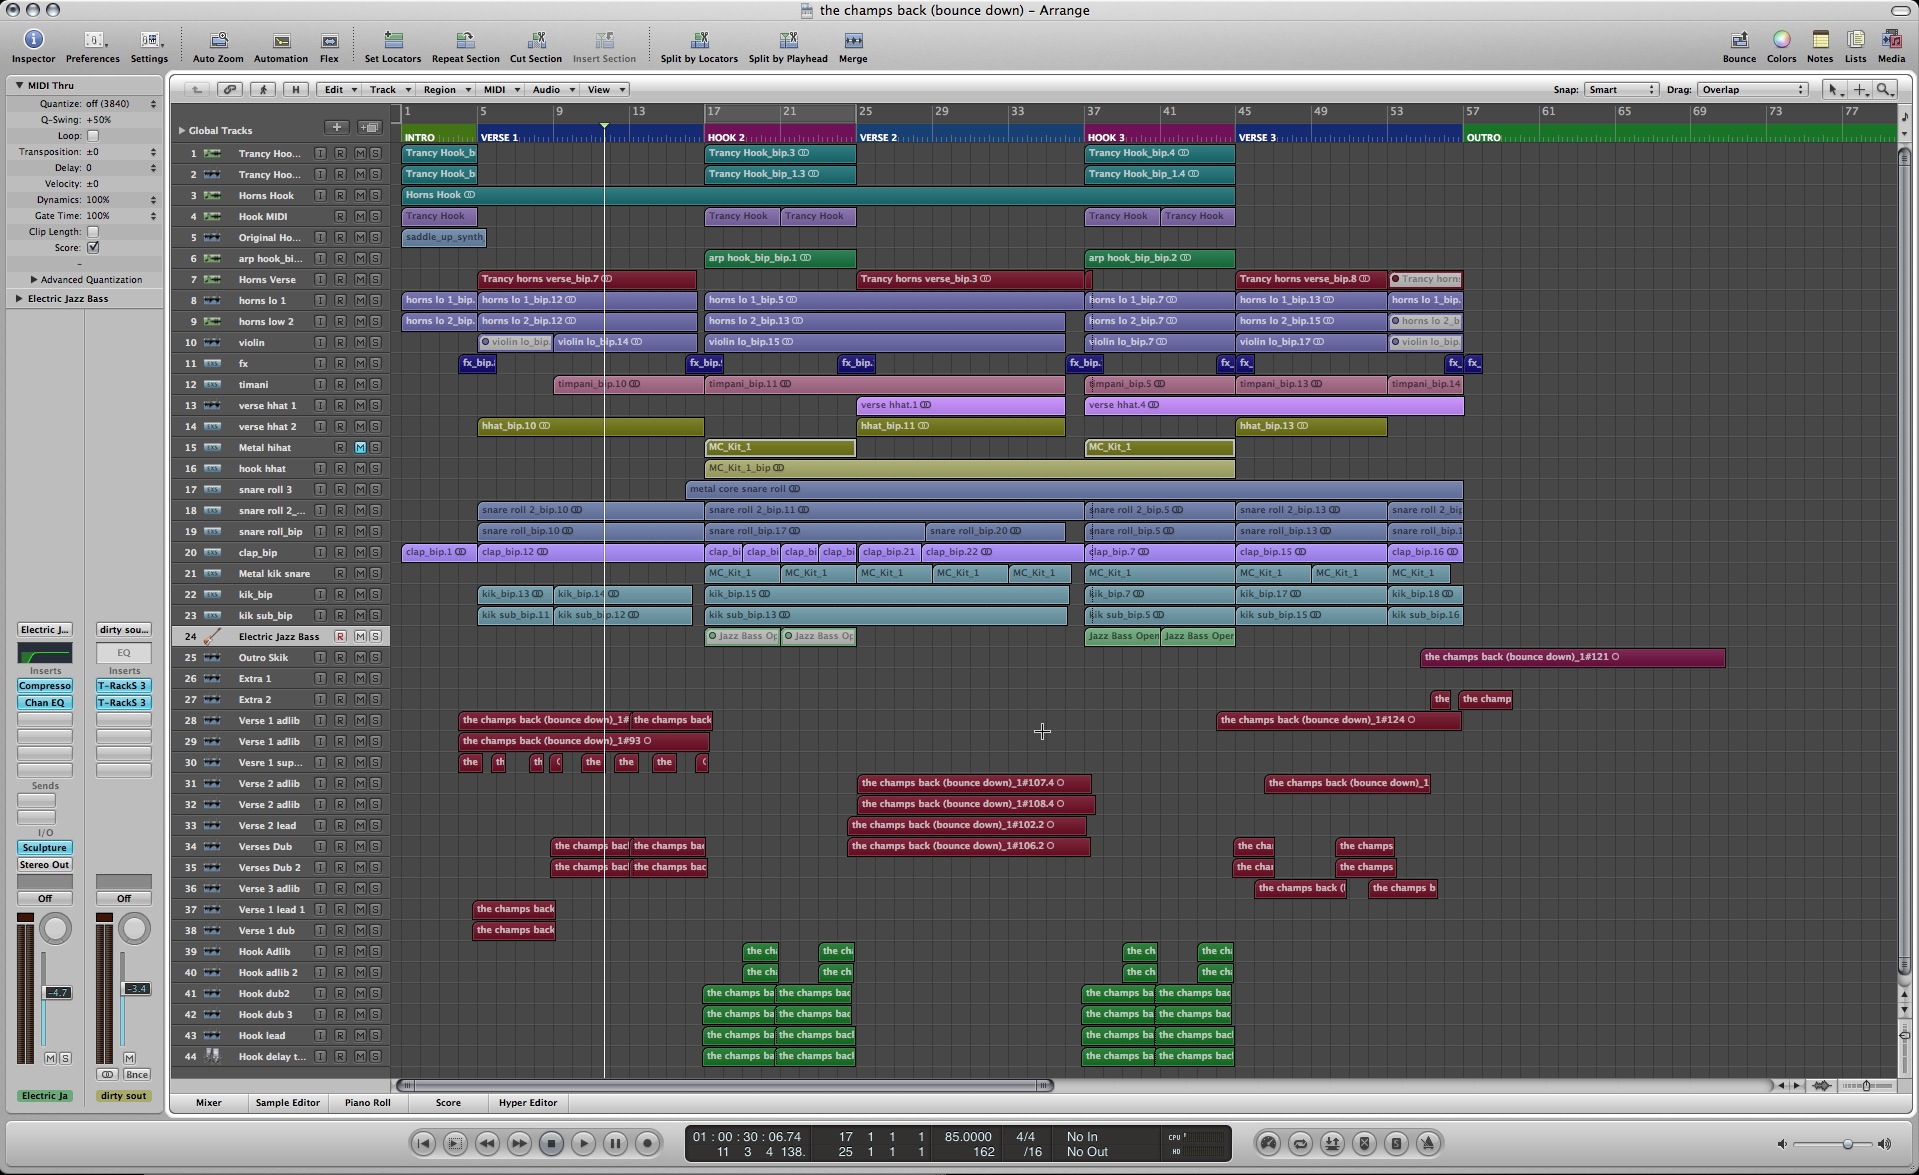 the champs back (bounce down) – Arrange
Inspector Preferences Settings Auto Zoom Automation Flex Set Locators Repeat Section Cut Section Insert Section Split by Locators Split by Playhead Merge Bounce Colors Notes Lists Media
MIDI Thru
Quantize: off (3840)
Q-Swing: +50%
Loop:
Transposition: ±0
Delay: 0
Velocity: ±0
Dynamics: 100%
Gate Time: 100%
Clip Length:
Score:
Advanced Quantization
Electric Jazz Bass
Electric J... dirty sou...
EQ
Inserts Inserts
Compresso T-RackS 3
Chan EQ T-RackS 3
Sends
I/O
Sculpture
Stereo Out
Off Off
-4.7 -3.4
M S M
Bnce
Electric Ja dirty sout
H Edit Track Region MIDI Audio View Snap: Smart Drag: Overlap
1 5 9 13 17 21 25 29 33 37 41 45 49 53 57 61 65 69 73 77
Global Tracks
INTRO VERSE 1 HOOK 2 VERSE 2 HOOK 3 VERSE 3 OUTRO
1 Trancy Hoo... I R M S Trancy Hook_b Trancy Hook_bip.3 Trancy Hook_bip.4
2 Trancy Hoo... I R M S Trancy Hook_b Trancy Hook_bip_1.3 Trancy Hook_bip_1.4
3 Horns Hook I R M S Horns Hook
4 Hook MIDI R M S Trancy Hook Trancy Hook Trancy Hook Trancy Hook Trancy Hook
5 Original Ho... I R M S saddle_up_synth
6 arp hook_bi... I R M S arp hook_bip_bip.1 arp hook_bip_bip.2
7 Horns Verse I R M S Trancy horns verse_bip.7 Trancy horns verse_bip.3 Trancy horns verse_bip.8 Trancy horn
8 horns lo 1 I R M S horns lo 1_bip. horns lo 1_bip.12 horns lo 1_bip.5 horns lo 1_bip.7 horns lo 1_bip.13 horns lo 1_bip.
9 horns low 2 I R M S horns lo 2_bip. horns lo 2_bip.12 horns lo 2_bip.13 horns lo 2_bip.7 horns lo 2_bip.15 horns lo 2_b
10 violin I R M S violin lo_bip. violin lo_bip.14 violin lo_bip.15 violin lo_bip.7 violin lo_bip.17 violin lo_bip
11 fx I R M S fx_bip. fx_bip. fx_bip. fx_bip. fx_ fx_ fx_ fx_
12 timani I R M S timpani_bip.10 timpani_bip.11 timpani_bip.5 timpani_bip.13 timpani_bip.14
13 verse hhat 1 I R M S verse hhat.1 verse hhat.4
14 verse hhat 2 I R M S hhat_bip.10 hhat_bip.11 hhat_bip.13
15 Metal hihat R M S MC_Kit_1 MC_Kit_1
16 hook hhat I R M S MC_Kit_1_bip
17 snare roll 3 I R M S metal core snare roll
18 snare roll 2_... I R M S snare roll 2_bip.10 snare roll 2_bip.11 snare roll 2_bip.5 snare roll 2_bip.13 snare roll 2_bip
19 snare roll_bip I R M S snare roll_bip.10 snare roll_bip.17 snare roll_bip.20 snare roll_bip.5 snare roll_bip.13 snare roll_bip.1
20 clap_bip I R M S clap_bip.1 clap_bip.12 clap_bi clap_bi clap_bi clap_bi clap_bip.21 clap_bip.22 clap_bip.7 clap_bip.15 clap_bip.16
21 Metal kik snare I R M S MC_Kit_1 MC_Kit_1 MC_Kit_1 MC_Kit_1 MC_Kit_1 MC_Kit_1 MC_Kit_1 MC_Kit_1 MC_Kit_1
22 kik_bip I R M S kik_bip.13 kik_bip.14 kik_bip.15 kik_bip.7 kik_bip.17 kik_bip.18
23 kik sub_bip I R M S kik sub_bip.11 kik sub_bip.12 kik sub_bip.13 kik sub_bip.5 kik sub_bip.15 kik sub_bip.16
24 Electric Jazz Bass R M S Jazz Bass Op Jazz Bass Op Jazz Bass Open Jazz Bass Oper
25 Outro Skik I R M S the champs back (bounce down)_1#121
26 Extra 1 I R M S
27 Extra 2 I R M S the the champ
28 Verse 1 adlib I R M S the champs back (bounce down)_1# the champs back the champs back (bounce down)_1#124
29 Verse 1 adlib I R M S the champs back (bounce down)_1#93
30 Vesre 1 sup... I R M S the th th the the the
31 Verse 2 adlib I R M S the champs back (bounce down)_1#107.4 the champs back (bounce down)_1
32 Verse 2 adlib I R M S the champs back (bounce down)_1#108.4
33 Verse 2 lead I R M S the champs back (bounce down)_1#102.2
34 Verses Dub I R M S the champs back the champs bac the champs back (bounce down)_1#106.2 the cha the champs
35 Verses Dub 2 I R M S the champs back the champs bac the cha the champs
36 Verse 3 adlib I R M S the champs back ( the champs b
37 Verse 1 lead 1 I R M S the champs back
38 Verse 1 dub I R M S the champs back
39 Hook Adlib I R M S the ch the ch the ch the ch
40 Hook adlib 2 I R M S the ch the ch the ch the ch
41 Hook dub2 I R M S the champs ba the champs bac the champs ba the champs bac
42 Hook dub 3 I R M S the champs ba the champs bac the champs ba the champs bac
43 Hook lead I R M S the champs ba the champs back the champs ba the champs bacl
44 Hook delay t... I R M S the champs ba the champs back the champs ba the champs bacl
Mixer Sample Editor Piano Roll Score Hyper Editor
01 : 00 : 30 : 06.74 17 1 1 1 85.0000 4/4 No In CPU
11 3 4 138. 25 1 1 1 162 /16 No Out HD